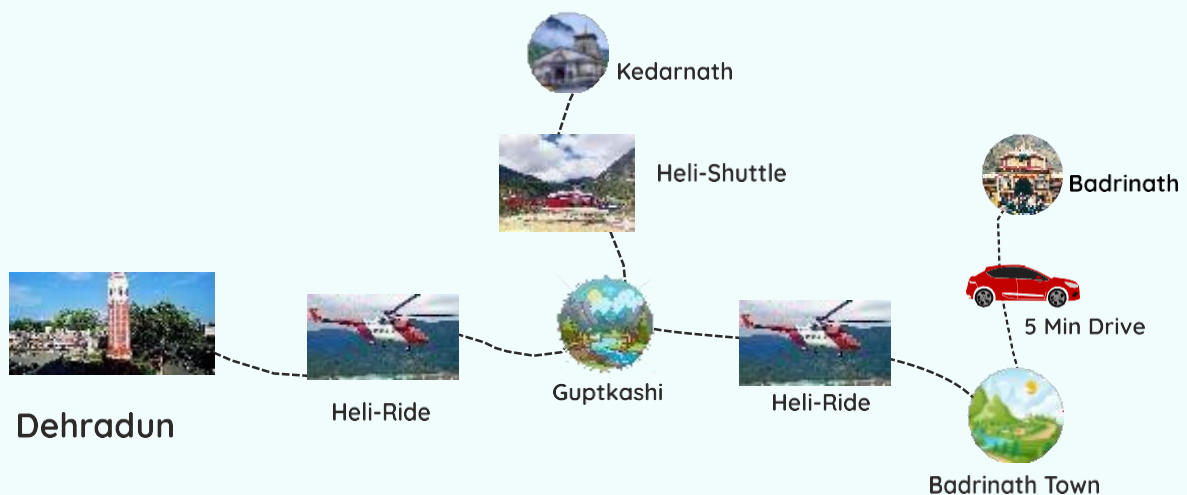 Kedarnath
Heli-Shuttle
Badrinath
5 Min Drive
Guptkashi
Heli-Ride
Heli-Ride
Dehradun
Badrinath Town